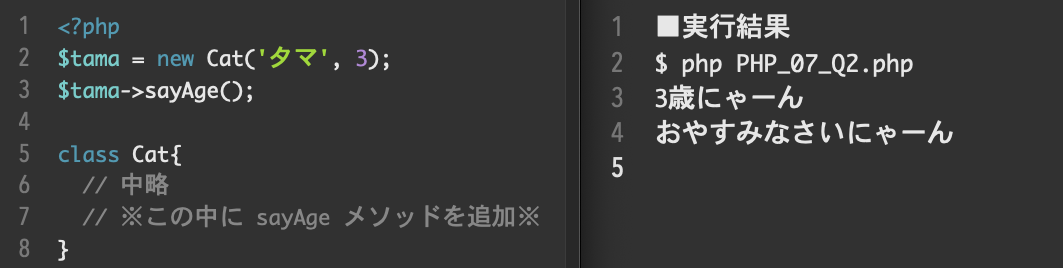 1 <?php
2 $tama = new Cat('タマ', 3);
3 $tama->sayAge();
4
5 class Cat{
6   // 中略
7   // ※この中に sayAge メソッドを追加※
8 }
1 ■実行結果
2 $ php PHP_07_Q2.php
3 3歳にゃーん
4 おやすみなさいにゃーん
5